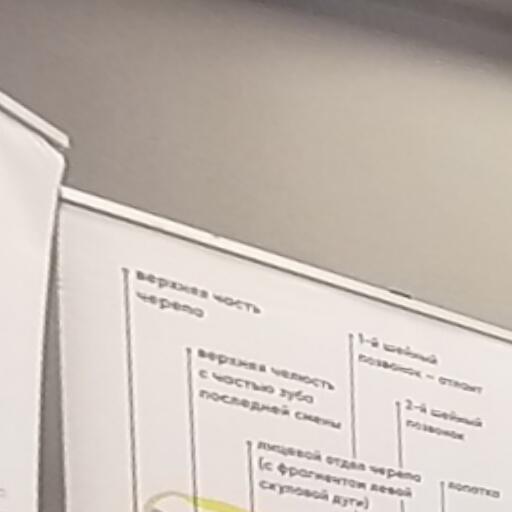 верхняя часть
черепа
верхняя челюсть
с частью зуба
последней смены
лицевой отдел черепа
(с фрагментом левой
скуловой дуги)
1-й шейный
позвонок – атлант
2-й шейный
позвонок
лопатка